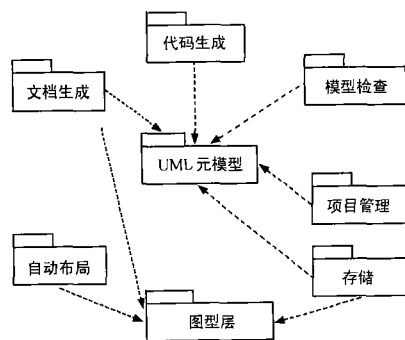 代码生成
文档生成
模型检查
UML 元模型
项目管理
自动布局
存储
图型层